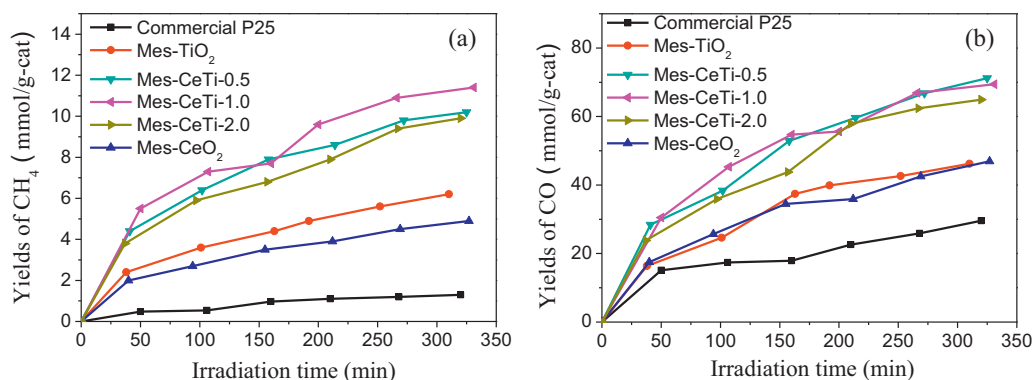 (a)
Commercial P25
Mes-TiO₂
Mes-CeTi-0.5
Mes-CeTi-1.0
Mes-CeTi-2.0
Mes-CeO₂
Yields of CH₄ ( mmol/g-cat)
14
12
10
8
6
4
2
0
0 50 100 150 200 250 300 350
Irradiation time (min)
(b)
Commercial P25
Mes-TiO₂
Mes-CeTi-0.5
Mes-CeTi-1.0
Mes-CeTi-2.0
Mes-CeO₂
Yields of CO (mmol/g-cat)
80
60
40
20
0
0 50 100 150 200 250 300 350
Irradiation time (min)